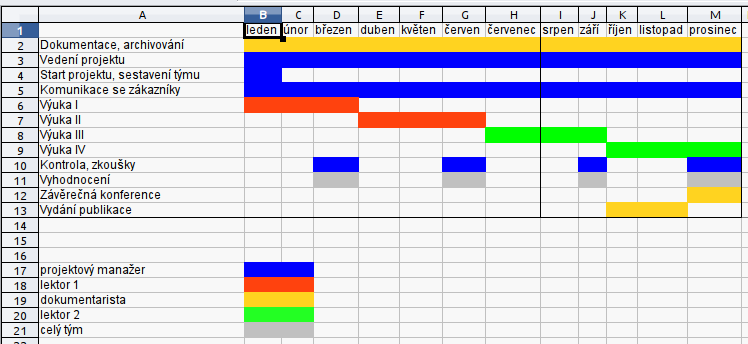 A B C D E F G H I J K L M
1 leden únor březen duben květen červen červenec srpen září říjen listopad prosinec
2 Dokumentace, archivování
3 Vedení projektu
4 Start projektu, sestavení týmu
5 Komunikace se zákazníky
6 Výuka I
7 Výuka II
8 Výuka III
9 Výuka IV
10 Kontrola, zkoušky
11 Vyhodnocení
12 Závěrečná konference
13 Vydání publikace
14
15
16
17 projektový manažer
18 lektor 1
19 dokumentarista
20 lektor 2
21 celý tým